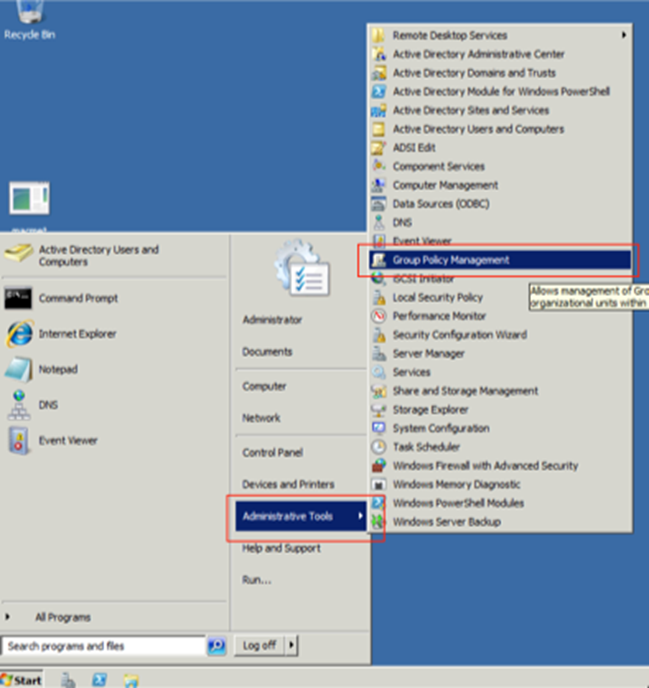 Recycle Bin
Remote Desktop Services
Active Directory Administrative Center
Active Directory Domains and Trusts
Active Directory Module for Windows PowerShell
Active Directory Sites and Services
Active Directory Users and Computers
ADSI Edit
Component Services
Computer Management
Data Sources (ODBC)
DNS
Event Viewer
Group Policy Management
iSCSI Initiator
Allows management of Gro
organizational units within
Local Security Policy
Performance Monitor
Security Configuration Wizard
Server Manager
Services
Share and Storage Management
Storage Explorer
System Configuration
Task Scheduler
Windows Firewall with Advanced Security
Windows Memory Diagnostic
Windows PowerShell Modules
Windows Server Backup
Active Directory Users and
Computers
Command Prompt
Internet Explorer
Notepad
DNS
Event Viewer
All Programs
Search programs and files
Administrator
Documents
Computer
Network
Control Panel
Devices and Printers
Administrative Tools
Help and Support
Run...
Log off
Start